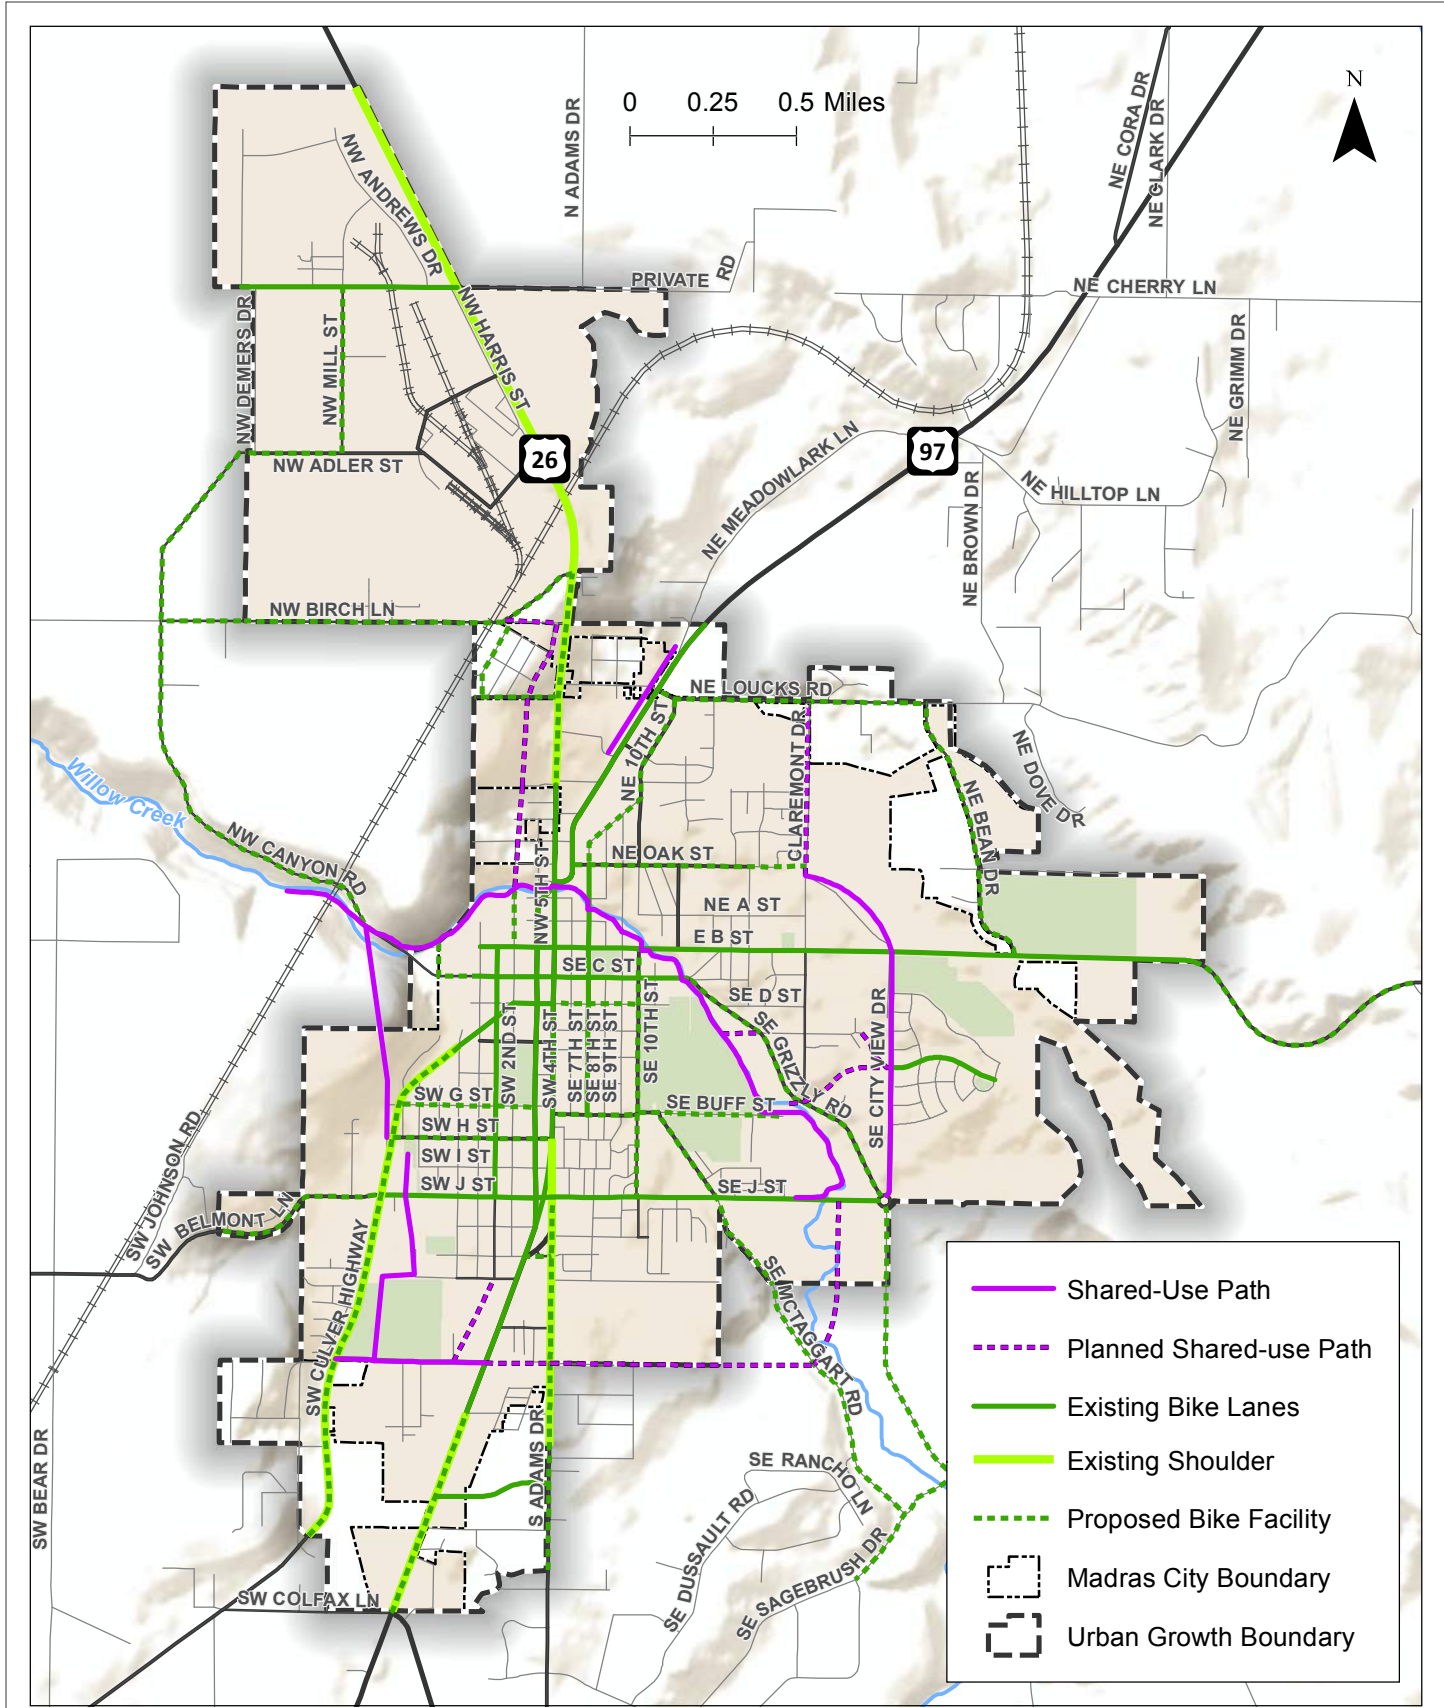 0 0.25 0.5 Miles
N
N ADAMS DR
NE CORA DR
NE CLARK DR
NW ANDREWS DR
PRIVATE RD
NE CHERRY LN
NW DEMERS DR
NW MILL ST
NW HARRIS ST
NE GRIMM DR
26
97
NW ADLER ST
NE MEADOWLARK LN
NE HILLTOP LN
NE BROWN DR
NW BIRCH LN
NE LOUCKS RD
NE 10TH ST
CLAREMONT DR
NE DOVE DR
NE BEAN DR
Willow Creek
NW CANYON RD
NW 5TH ST
NE OAK ST
NE A ST
E B ST
SE C ST
SE D ST
SE GRIZZLY RD
SE CITY VIEW DR
SW 2ND ST
SW 4TH ST
SE 7TH ST
SE 8TH ST
SE 9TH ST
SE 10TH ST
SW G ST
SE BUFF ST
SW H ST
SW I ST
SW J ST
SE J ST
SW JOHNSON RD
SW BELMONT LN
SW CULVER HIGHWAY
SE MCTAGGART RD
SW BEAR DR
S ADAMS DR
SE RANCHO LN
SE DUSSAULT RD
SE SAGEBRUSH DR
SW COLFAX LN
Shared-Use Path
Planned Shared-use Path
Existing Bike Lanes
Existing Shoulder
Proposed Bike Facility
Madras City Boundary
Urban Growth Boundary